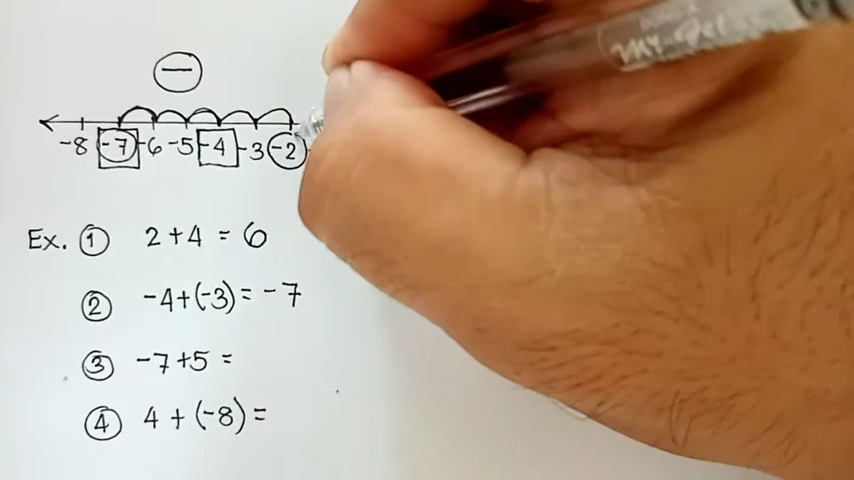 −
-8 -7 -6 -5 -4 -3 -2
Ex. ① 2 + 4 = 6
② -4+(-3) = -7
③ -7 +5 =
④ 4 + (-8) =